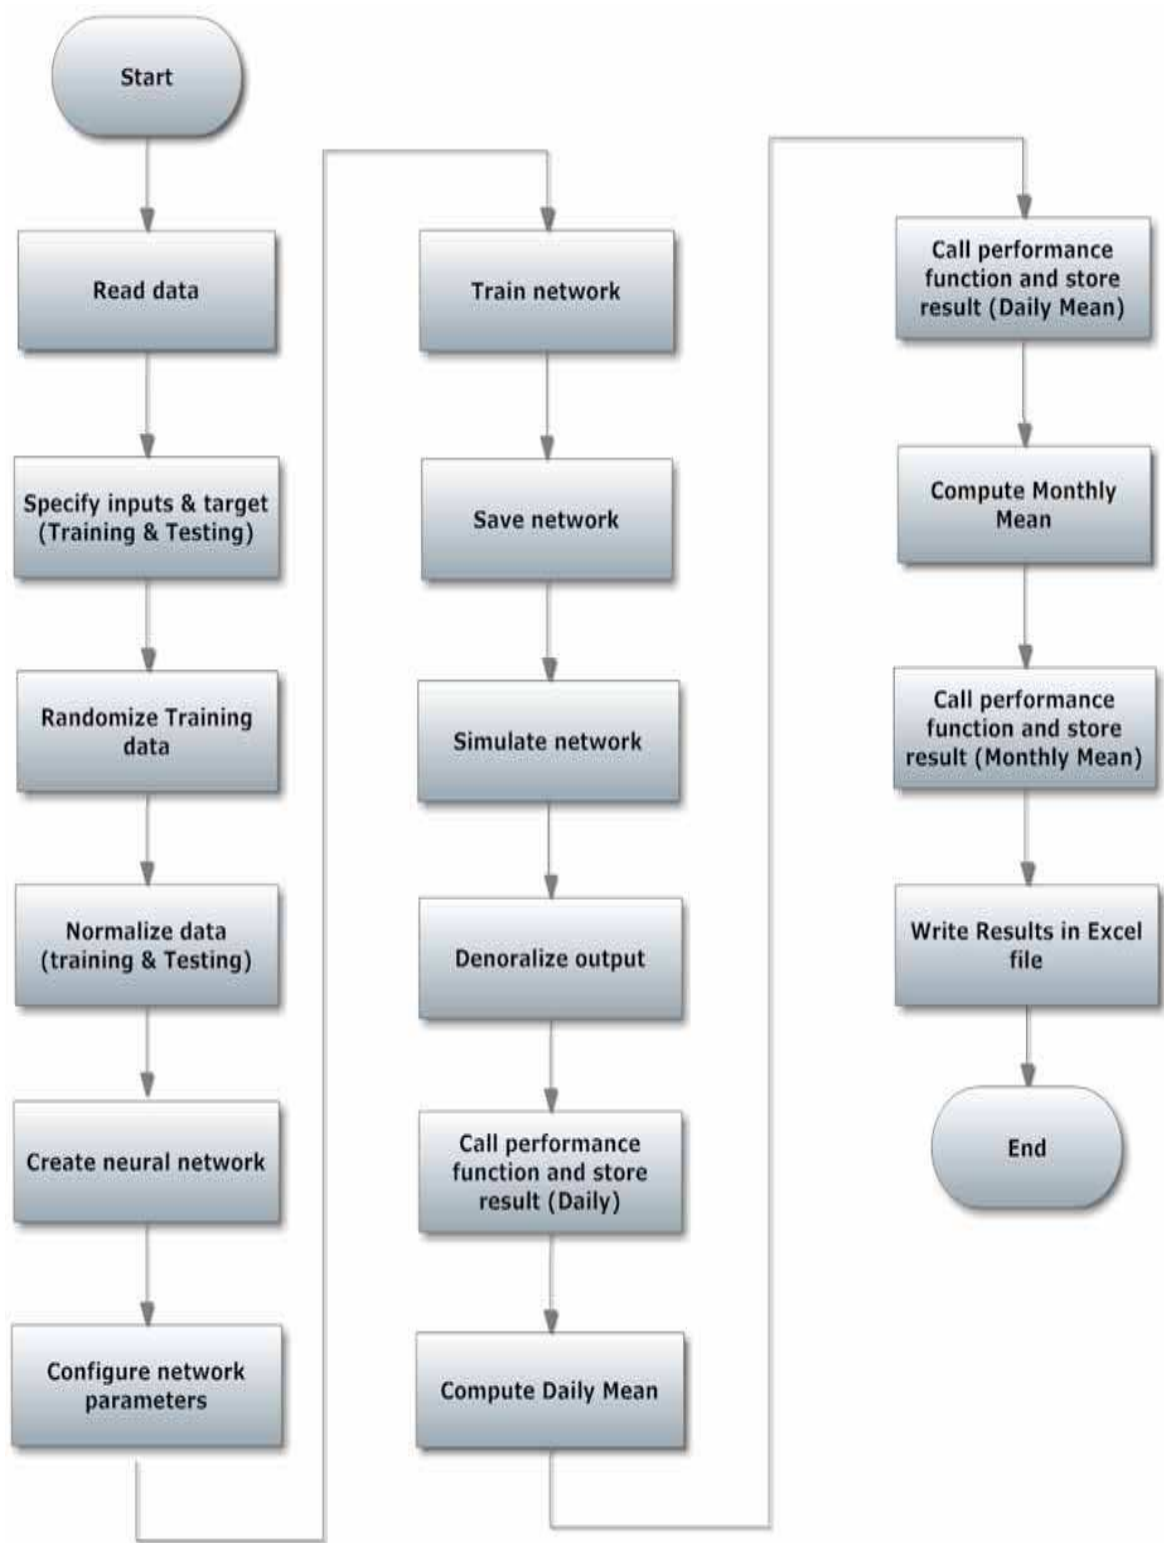 Start
Read data
Specify inputs & target
(Training & Testing)
Randomize Training
data
Normalize data
(training & Testing)
Create neural network
Configure network
parameters
Train network
Save network
Simulate network
Denoralize output
Call performance
function and store
result (Daily)
Compute Daily Mean
Call performance
function and store
result (Daily Mean)
Compute Monthly
Mean
Call performance
function and store
result (Monthly Mean)
Write Results in Excel
file
End